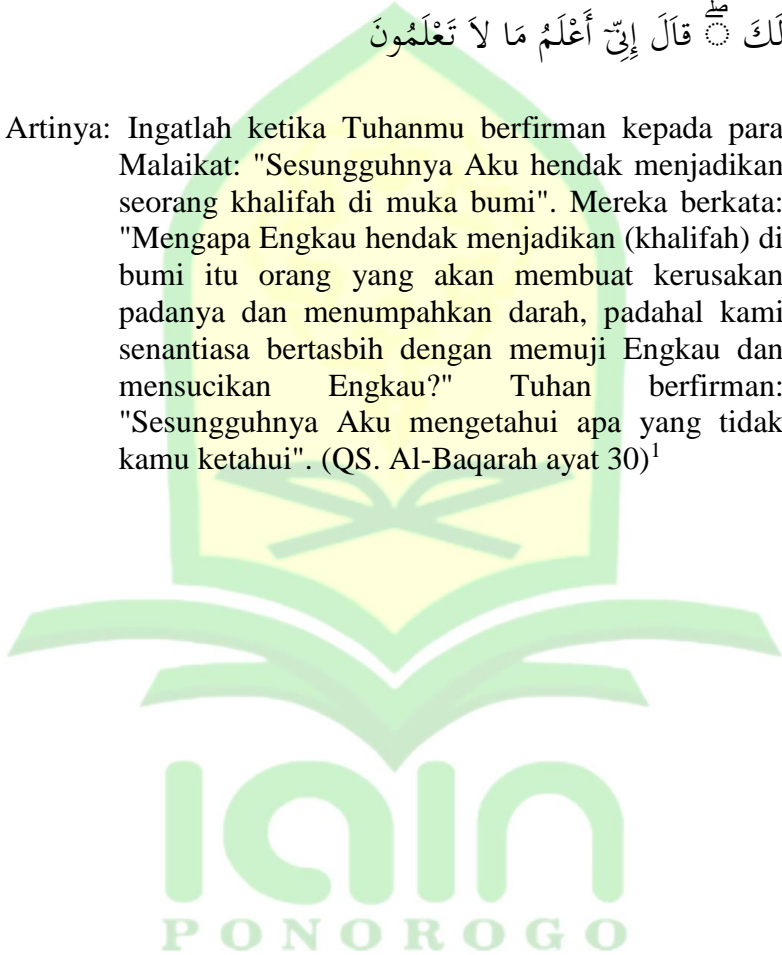 لَكَ ۖ قَالَ إِنِّيٓ أَعْلَمُ مَا لاَ تَعْلَمُونَ
Artinya: Ingatlah ketika Tuhanmu berfirman kepada para
Malaikat: "Sesungguhnya Aku hendak menjadikan
seorang khalifah di muka bumi". Mereka berkata:
"Mengapa Engkau hendak menjadikan (khalifah) di
bumi itu orang yang akan membuat kerusakan
padanya dan menumpahkan darah, padahal kami
senantiasa bertasbih dengan memuji Engkau dan
mensucikan Engkau?" Tuhan berfirman:
"Sesungguhnya Aku mengetahui apa yang tidak
kamu ketahui". (QS. Al-Baqarah ayat 30)¹
iain
PONOROGO